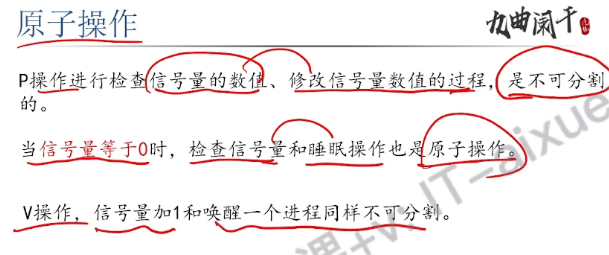 原子操作
九曲阑干
P操作进行检查信号量的数值、修改信号量数值的过程，是不可分割
的。
当信号量等于0时，检查信号量和睡眠操作也是原子操作。
V操作，信号量加1和唤醒一个进程同样不可分割。
课+v: IT-aixue